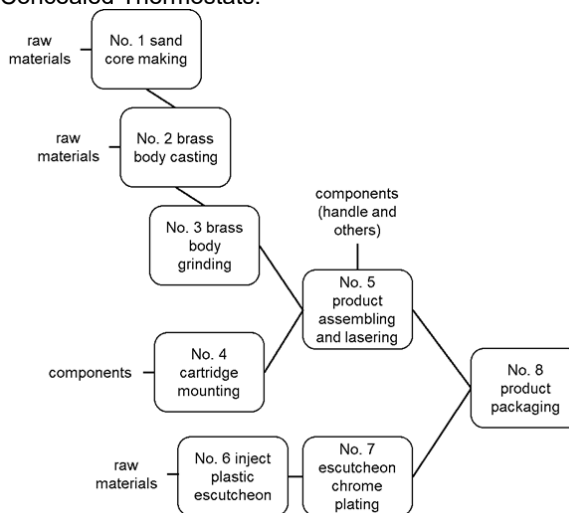 Concealed Thermostats.
raw
materials
No. 1 sand
core making
raw
materials
No. 2 brass
body casting
No. 3 brass
body
grinding
components
(handle and
others)
No. 5
product
assembling
and lasering
components
No. 4
cartridge
mounting
No. 8
product
packaging
raw
materials
No. 6 inject
plastic
escutcheon
No. 7
escutcheon
chrome
plating